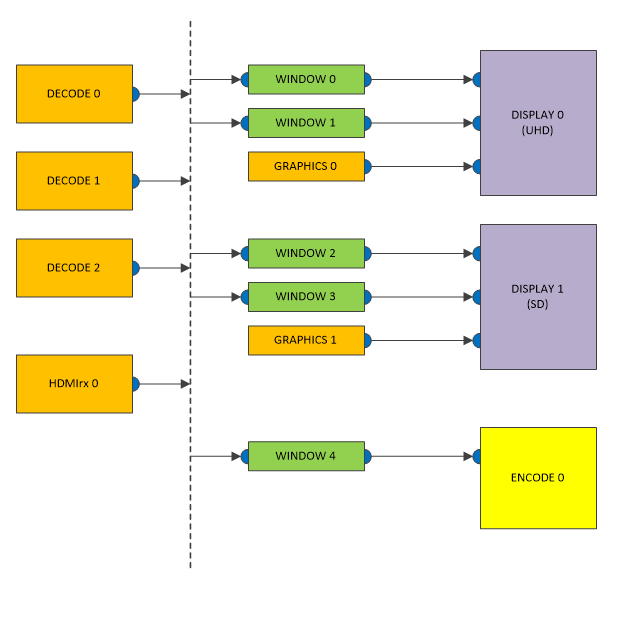 DECODE 0
DECODE 1
DECODE 2
HDMIrx 0
WINDOW 0
WINDOW 1
GRAPHICS 0
WINDOW 2
WINDOW 3
GRAPHICS 1
WINDOW 4
DISPLAY 0
(UHD)
DISPLAY 1
(SD)
ENCODE 0